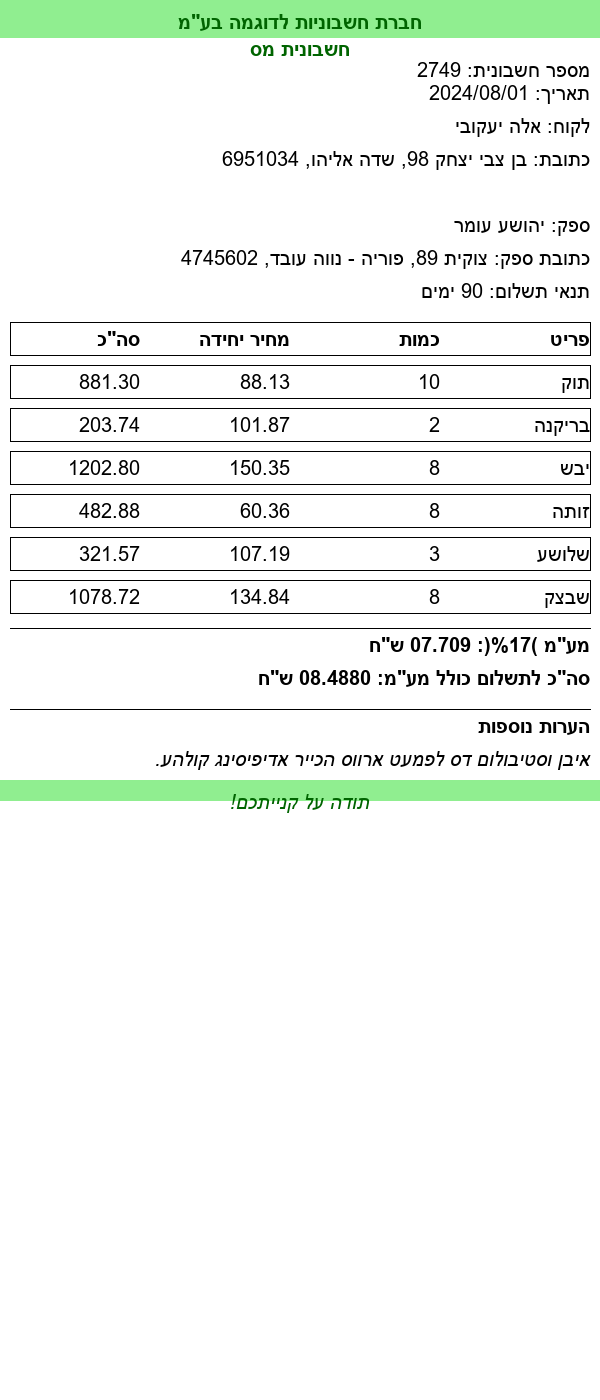 חברת חשבוניות לדוגמה בע"מ
חשבונית מס
מספר חשבונית: 2749
תאריך: 2024/08/01
לקוח: אלה יעקובי
כתובת: בן צבי יצחק 98, שדה אליהו, 6951034
ספק: יהושע עומר
כתובת ספק: צוקית 89, פוריה - נווה עובד, 4745602
תנאי תשלום: 90 ימים
פריט כמות מחיר יחידה סה"כ
תוק 10 88.13 881.30
בריקנה 2 101.87 203.74
יבש 8 150.35 1202.80
זותה 8 60.36 482.88
שלושע 3 107.19 321.57
שבצק 8 134.84 1078.72
מע"מ )17%(: 07.709 ש"ח
סה"כ לתשלום כולל מע"מ: 08.4880 ש"ח
הערות נוספות
איבן וסטיבולום דס לפמעט ארווס הכייר אדיפיסינג קולהע.
תודה על קנייתכם!